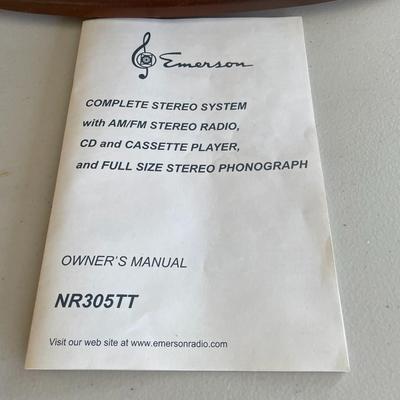 Emerson
COMPLETE STEREO SYSTEM
with AM/FM STEREO RADIO,
CD and CASSETTE PLAYER,
and FULL SIZE STEREO PHONOGRAPH
OWNER'S MANUAL
NR305TT
Visit our web site at www.emersonradio.com